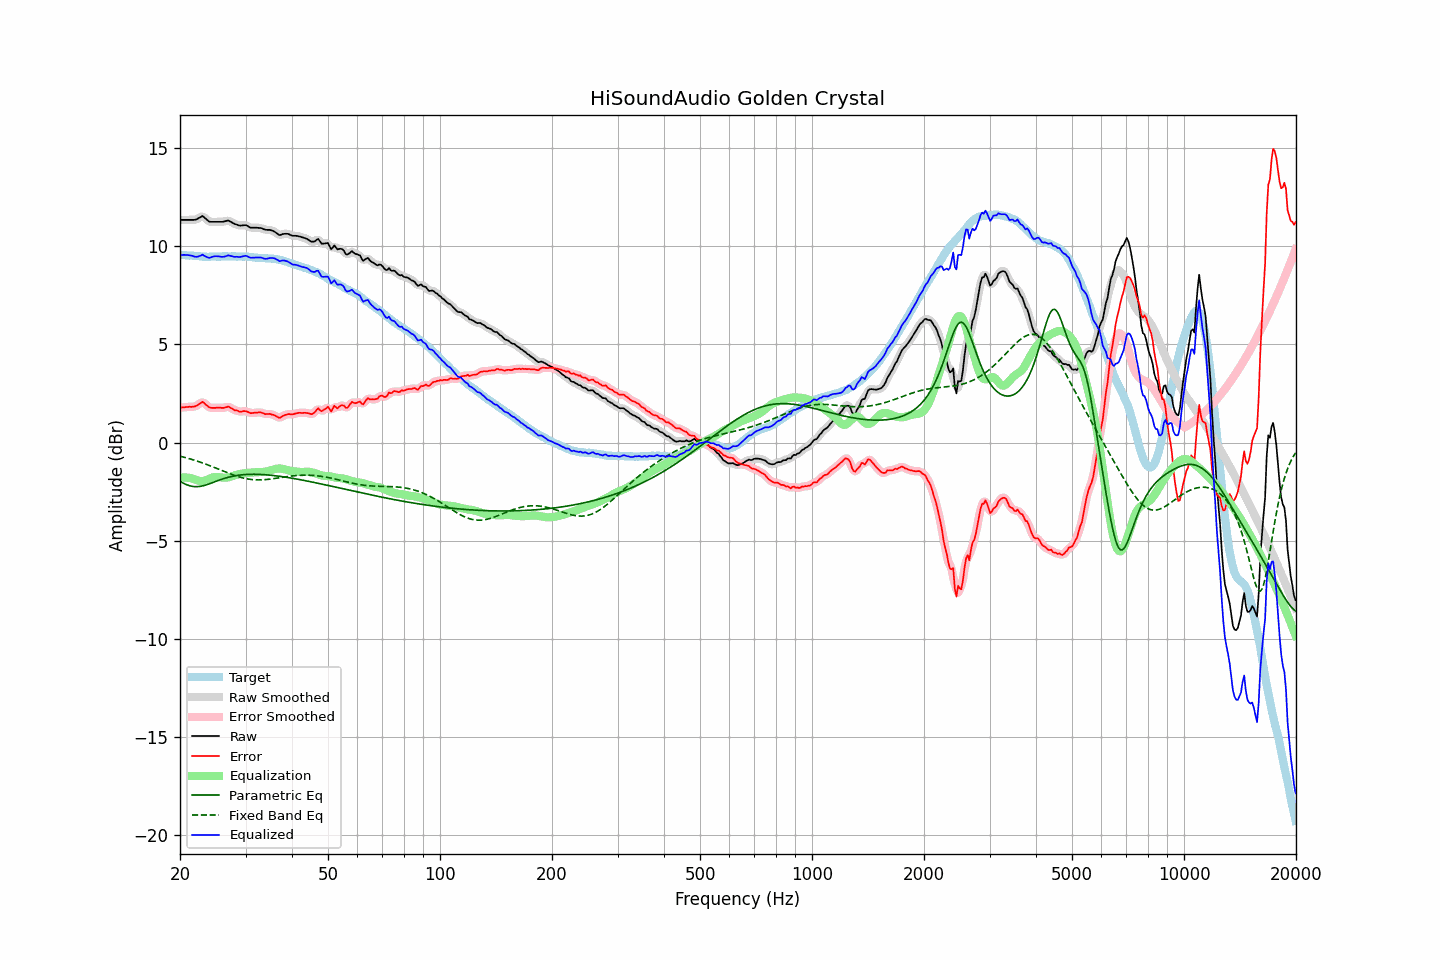 HiSoundAudio Golden Crystal
Amplitude (dBr)
15
10
5
0
−5
−10
−15
−20
Target
Raw Smoothed
Error Smoothed
Raw
Error
Equalization
Parametric Eq
Fixed Band Eq
Equalized
20 50 100 200 500 1000 2000 5000 10000 20000
Frequency (Hz)